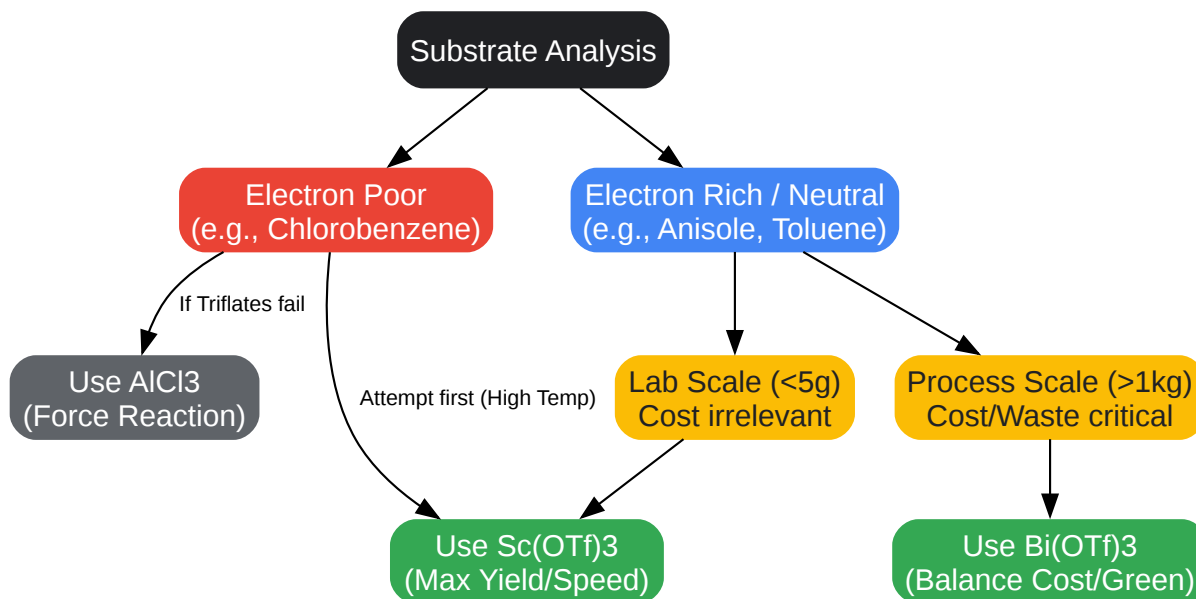 Substrate Analysis
Electron Poor
(e.g., Chlorobenzene)
Electron Rich / Neutral
(e.g., Anisole, Toluene)
If Triflates fail
Use AlCl3
(Force Reaction)
Attempt first (High Temp)
Lab Scale (<5g)
Cost irrelevant
Process Scale (>1kg)
Cost/Waste critical
Use Sc(OTf)3
(Max Yield/Speed)
Use Bi(OTf)3
(Balance Cost/Green)